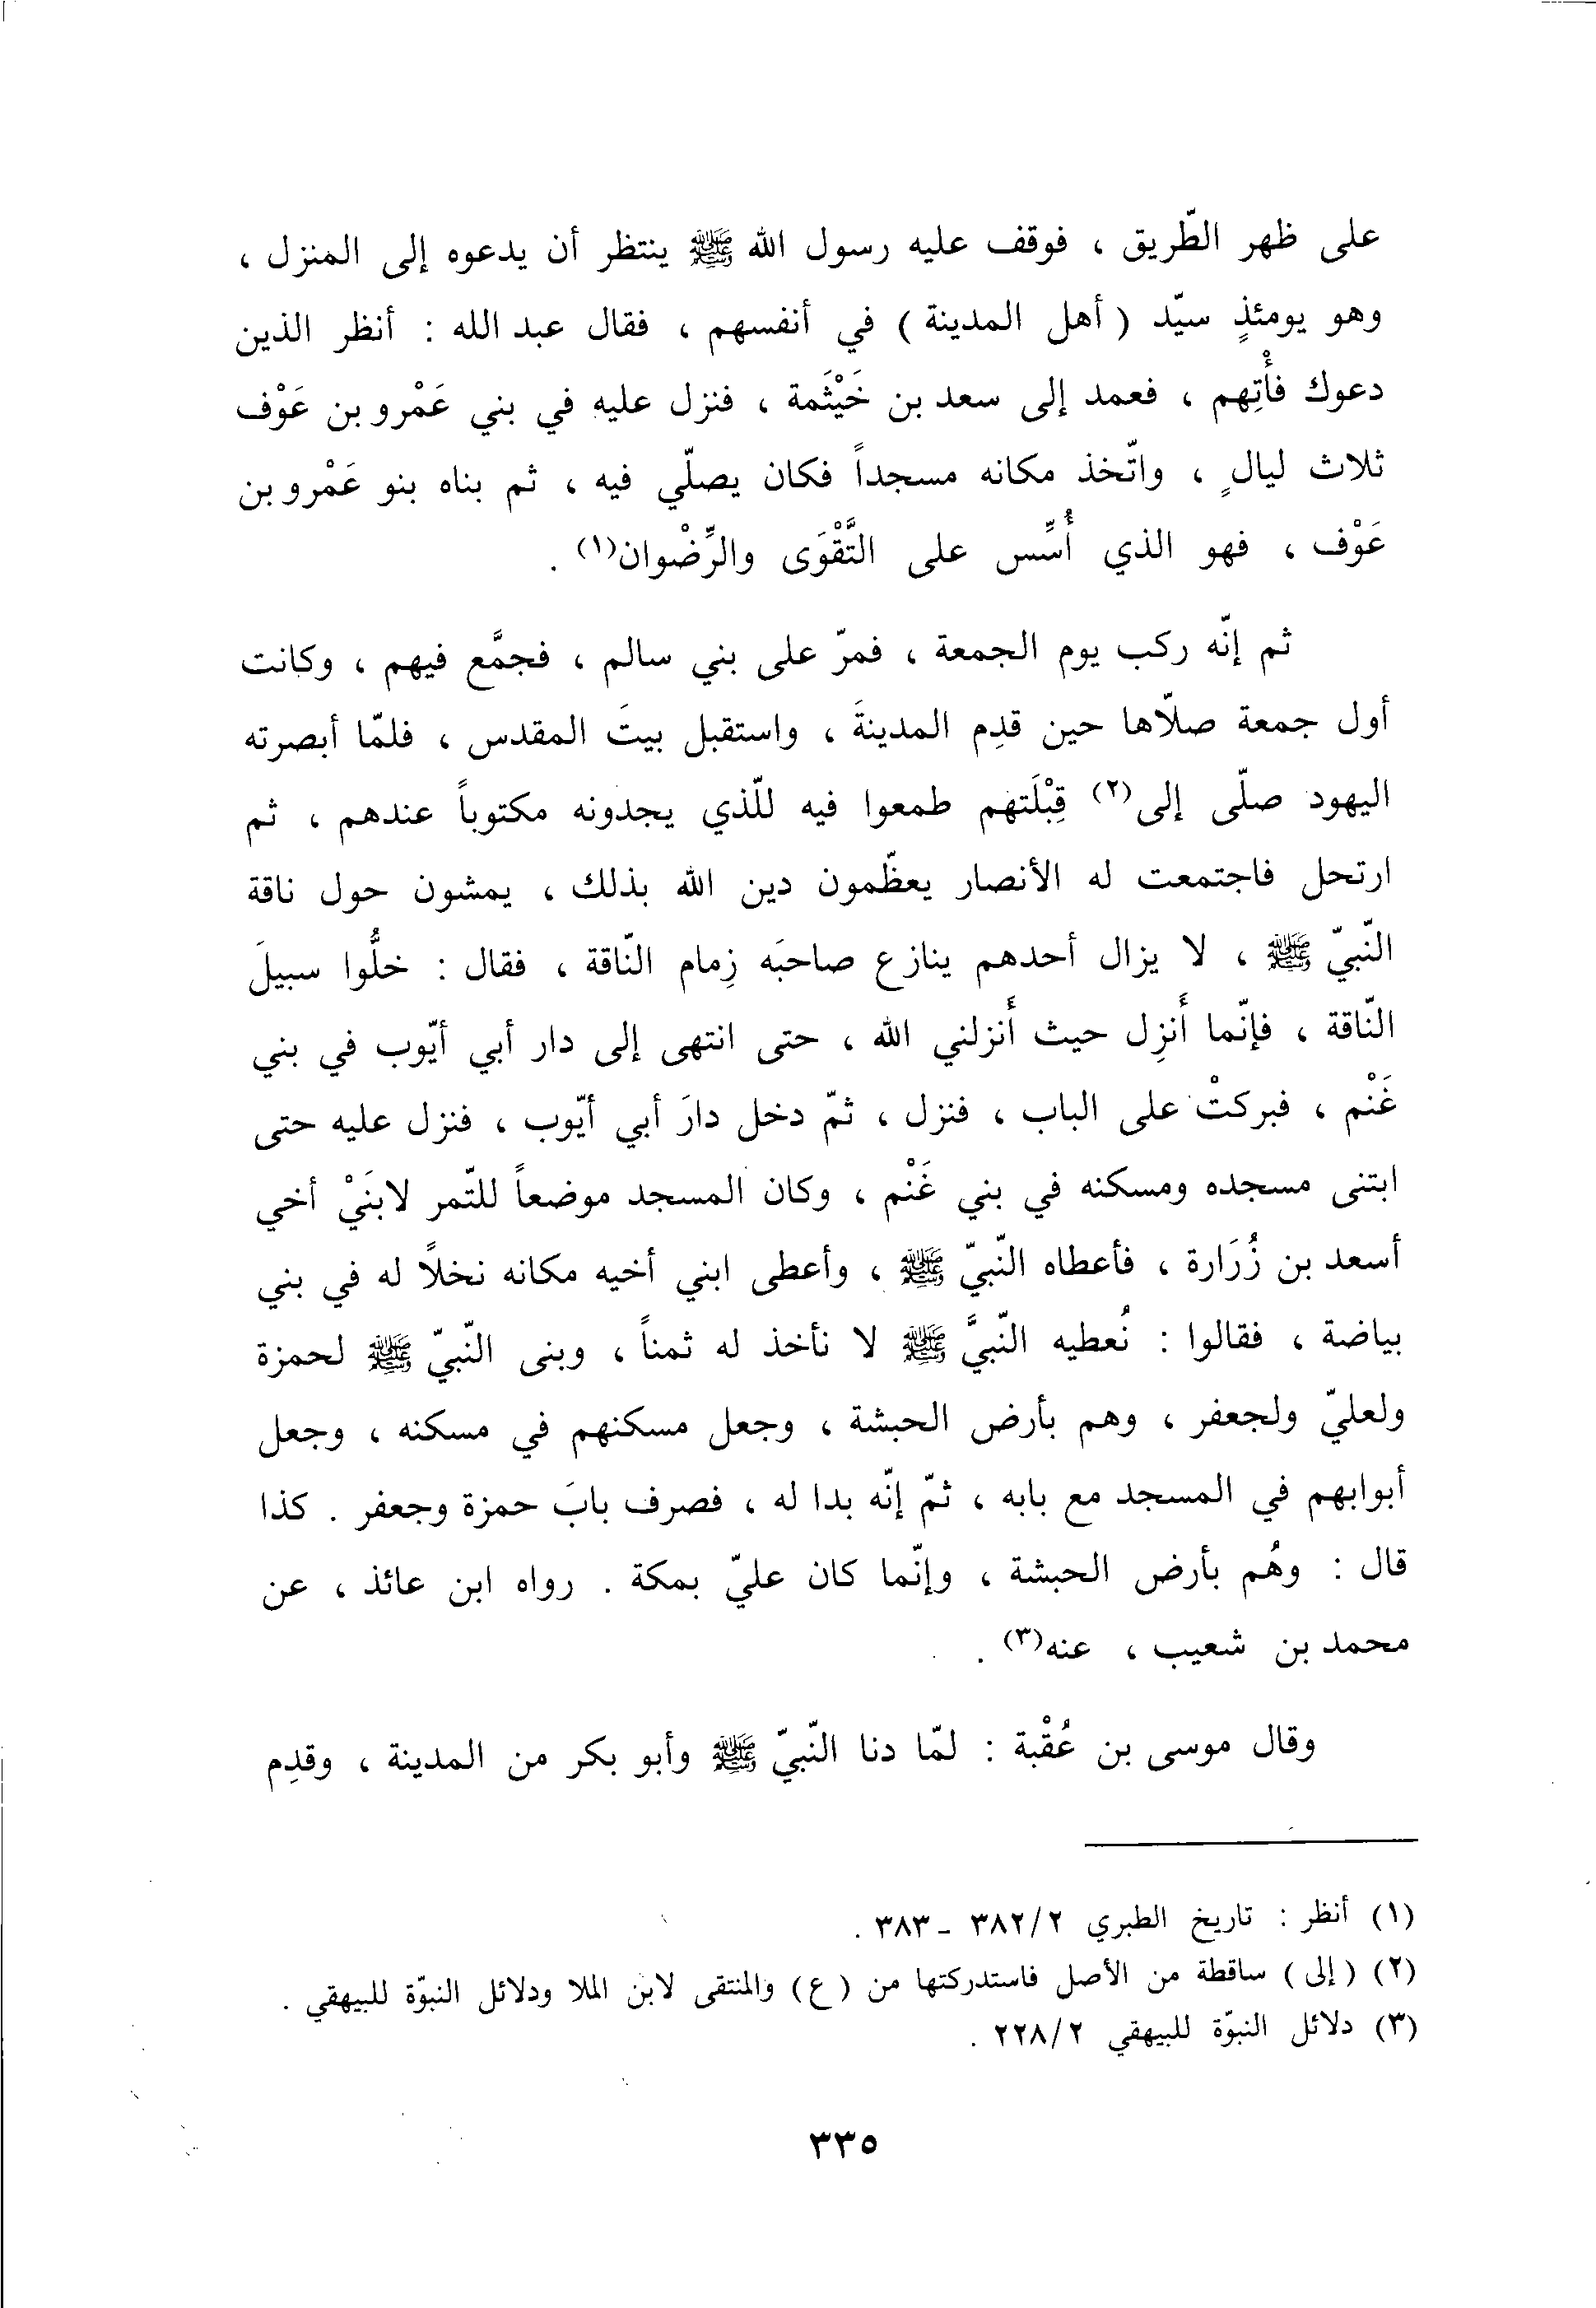 على ظهر الطّريق ، فوقف عليه رسول الله ﷺ ينتظر أن يدعوه إلى المنزل ،
وهو يومئذٍ سيّد ( أهل المدينة ) في أنفسهم ، فقال عبد الله : أنظر الذين
دعوك فأْتِهم ، فعمد إلى سعد بن خَيْثَمة ، فنزل عليه في بني عَمْرو بن عَوْف
ثلاث ليالٍ ، واتّخذ مكانه مسجداً فكان يصلّي فيه ، ثم بناه بنو عَمْرو بن
عَوْف ، فهو الذي أُسِّس على التَّقْوَى والرِّضْوان(١) .
ثم إنّه ركب يوم الجمعة ، فمرّ على بني سالم ، فجمَّع فيهم ، وكانت
أول جمعة صلّاها حين قدِم المدينةَ ، واستقبل بيتَ المقدس ، فلمّا أبصرته
اليهود صلّى إلى(٢) قِبْلَتهم طمعوا فيه للّذي يجدونه مكتوباً عندهم ، ثم
ارتحل فاجتمعت له الأنصار يعظّمون دين الله بذلك ، يمشون حول ناقة
النّبيّ ﷺ ، لا يزال أحدهم ينازع صاحبَه زِمام النّاقة ، فقال : خلُّوا سبيلَ
النّاقة ، فإنّما أَنزِل حيث أَنزلني الله ، حتى انتهى إلى دار أبي أيّوب في بني
غَنْم ، فبركتْ على الباب ، فنزل ، ثمّ دخل دارَ أبي أيّوب ، فنزل عليه حتى
ابتنى مسجده ومسكنه في بني غَنْم ، وكان المسجد موضعاً للتّمر لابنَيْ أخي
أسعد بن زُرَارة ، فأعطاه النّبيّ ﷺ ، وأعطى ابني أخيه مكانه نخلاً له في بني
بياضة ، فقالوا : نُعطيه النّبيَّ ﷺ لا نأخذ له ثمناً ، وبنى النّبيّ ﷺ لحمزة
ولعليّ ولجعفر ، وهم بأرض الحبشة ، وجعل مسكنهم في مسكنه ، وجعل
أبوابهم في المسجد مع بابه ، ثمّ إنّه بدا له ، فصرف بابَ حمزة وجعفر . كذا
قال : وهُم بأرض الحبشة ، وإنّما كان عليّ بمكة . رواه ابن عائذ ، عن
محمد بن شعيب ، عنه(٣) .
وقال موسى بن عُقْبة : لمّا دنا النّبيّ ﷺ وأبو بكر من المدينة ، وقدِم
(١) أنظر : تاريخ الطبري ٣٨٢/٢ - ٣٨٣ .
(٢) ( إلى ) ساقطة من الأصل فاستدركتها من ( ع ) والمنتقى لابن الملا ودلائل النبوّة للبيهقي .
(٣) دلائل النبوّة للبيهقي ٢٢٨/٢ .
٣٣٥